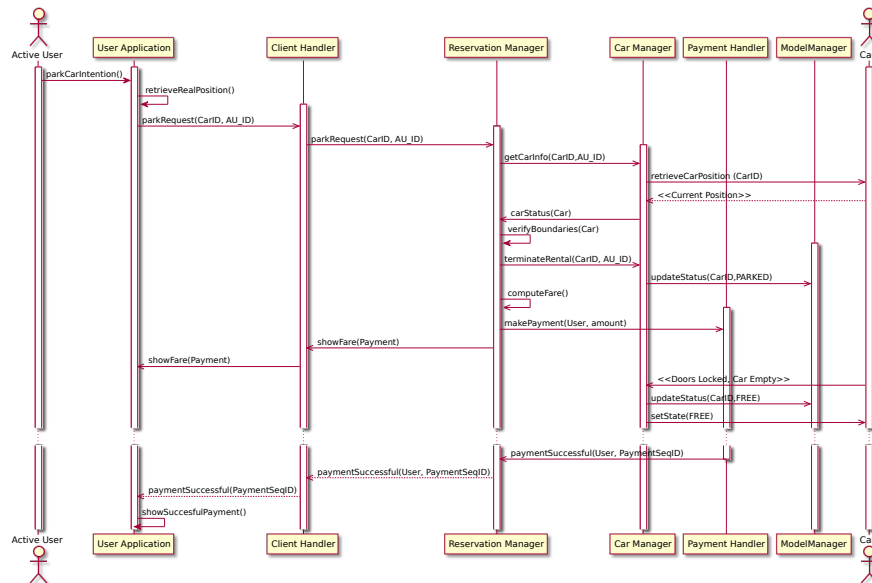 Active User
User Application
Client Handler
Reservation Manager
Car Manager
Payment Handler
ModelManager
parkCarIntention()
retrieveRealPosition()
parkRequest(CarID, AU_ID)
parkRequest(CarID, AU_ID)
getCarInfo(CarID,AU_ID)
retrieveCarPosition (CarID)
<<Current Position>>
carStatus(Car)
verifyBoundaries(Car)
terminateRental(CarID, AU_ID)
updateStatus(CarID,PARKED)
computeFare()
makePayment(User, amount)
showFare(Payment)
showFare(Payment)
<<Doors Locked, Car Empty>>
updateStatus(CarID,FREE)
setState(FREE)
paymentSuccessful(User, PaymentSeqID)
paymentSuccessful(User, PaymentSeqID)
paymentSuccessful(PaymentSeqID)
showSuccesfulPayment()
Active User
User Application
Client Handler
Reservation Manager
Car Manager
Payment Handler
ModelManager